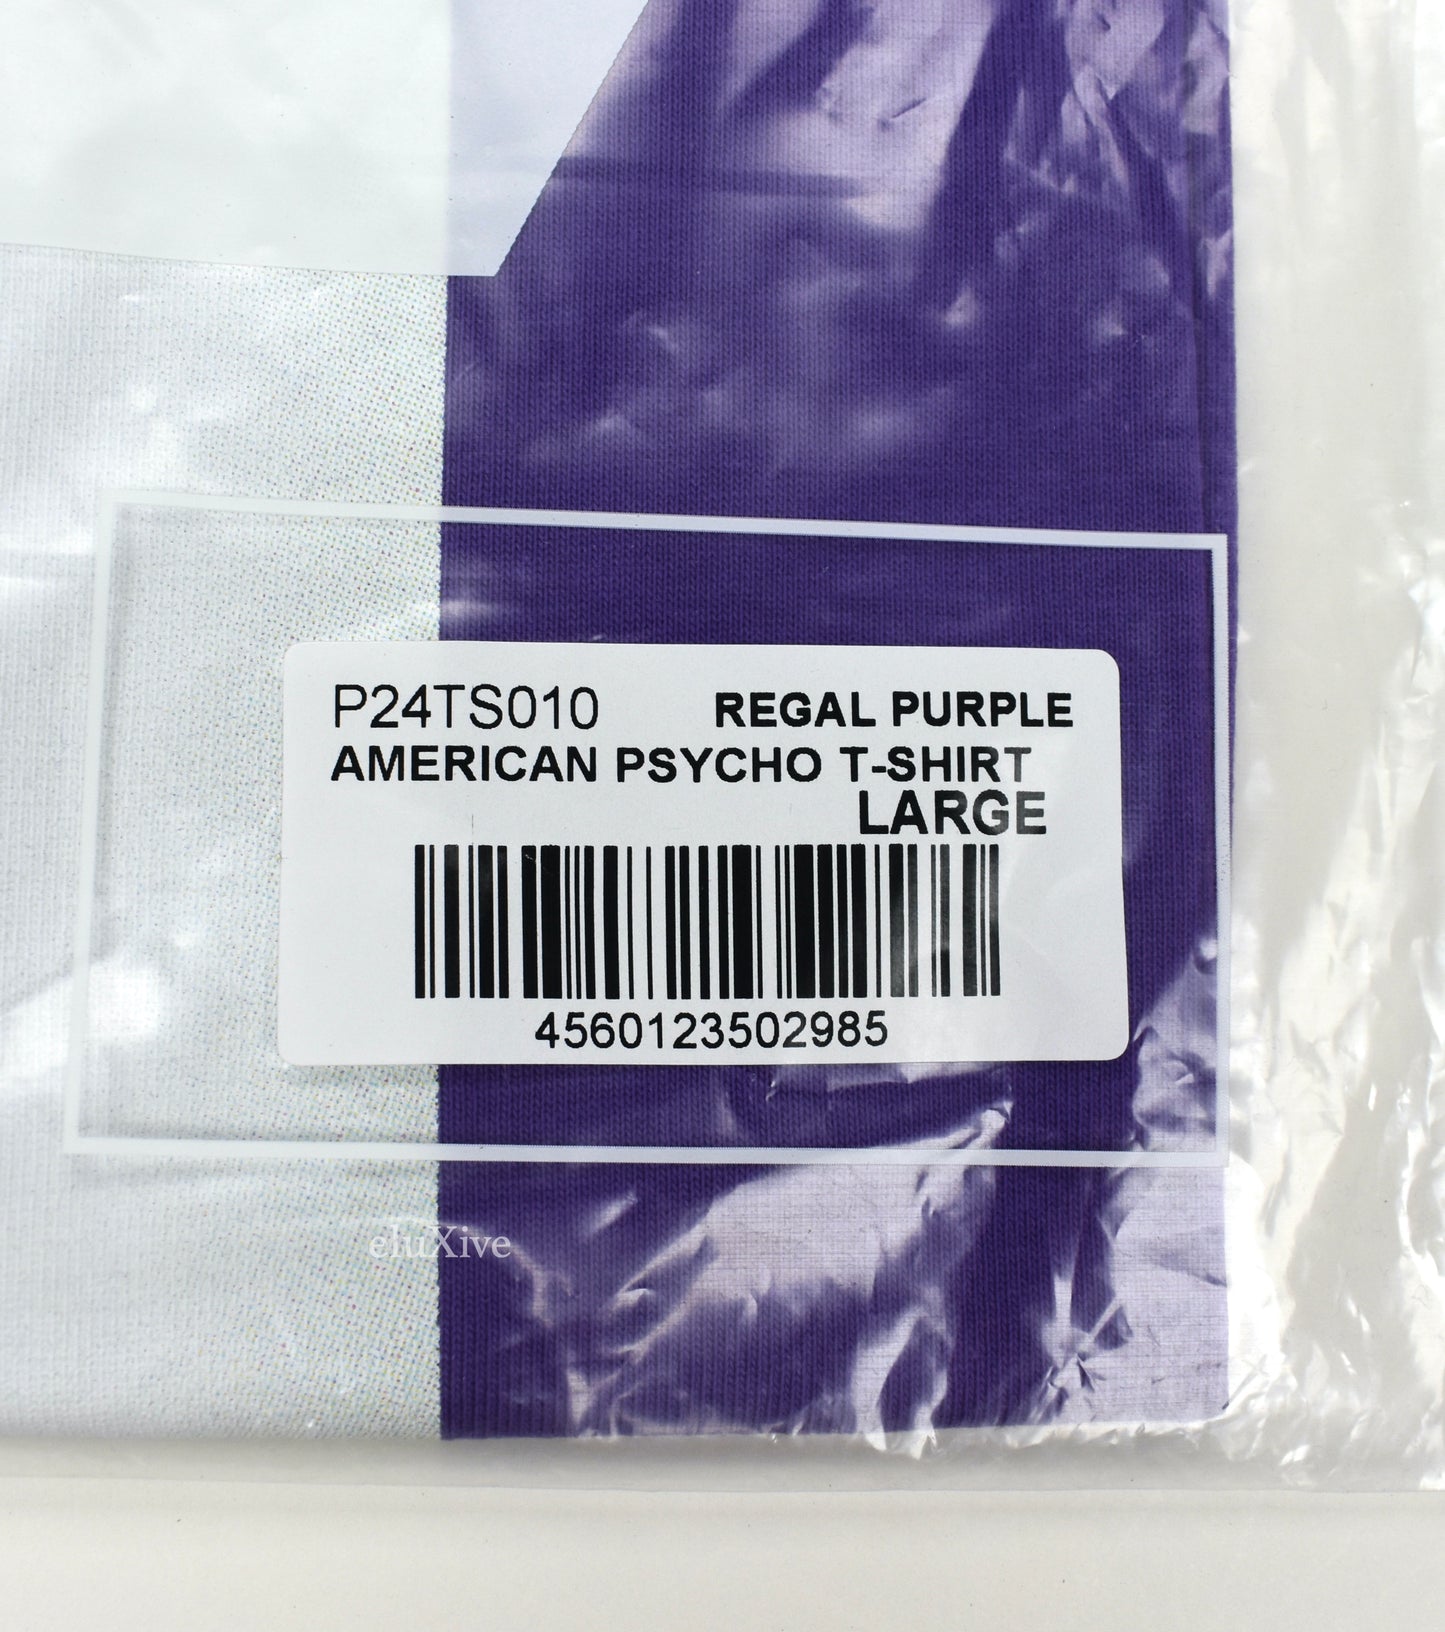 P24TS010 REGAL PURPLE
AMERICAN PSYCHO T-SHIRT
LARGE
4560123502985
eluXive